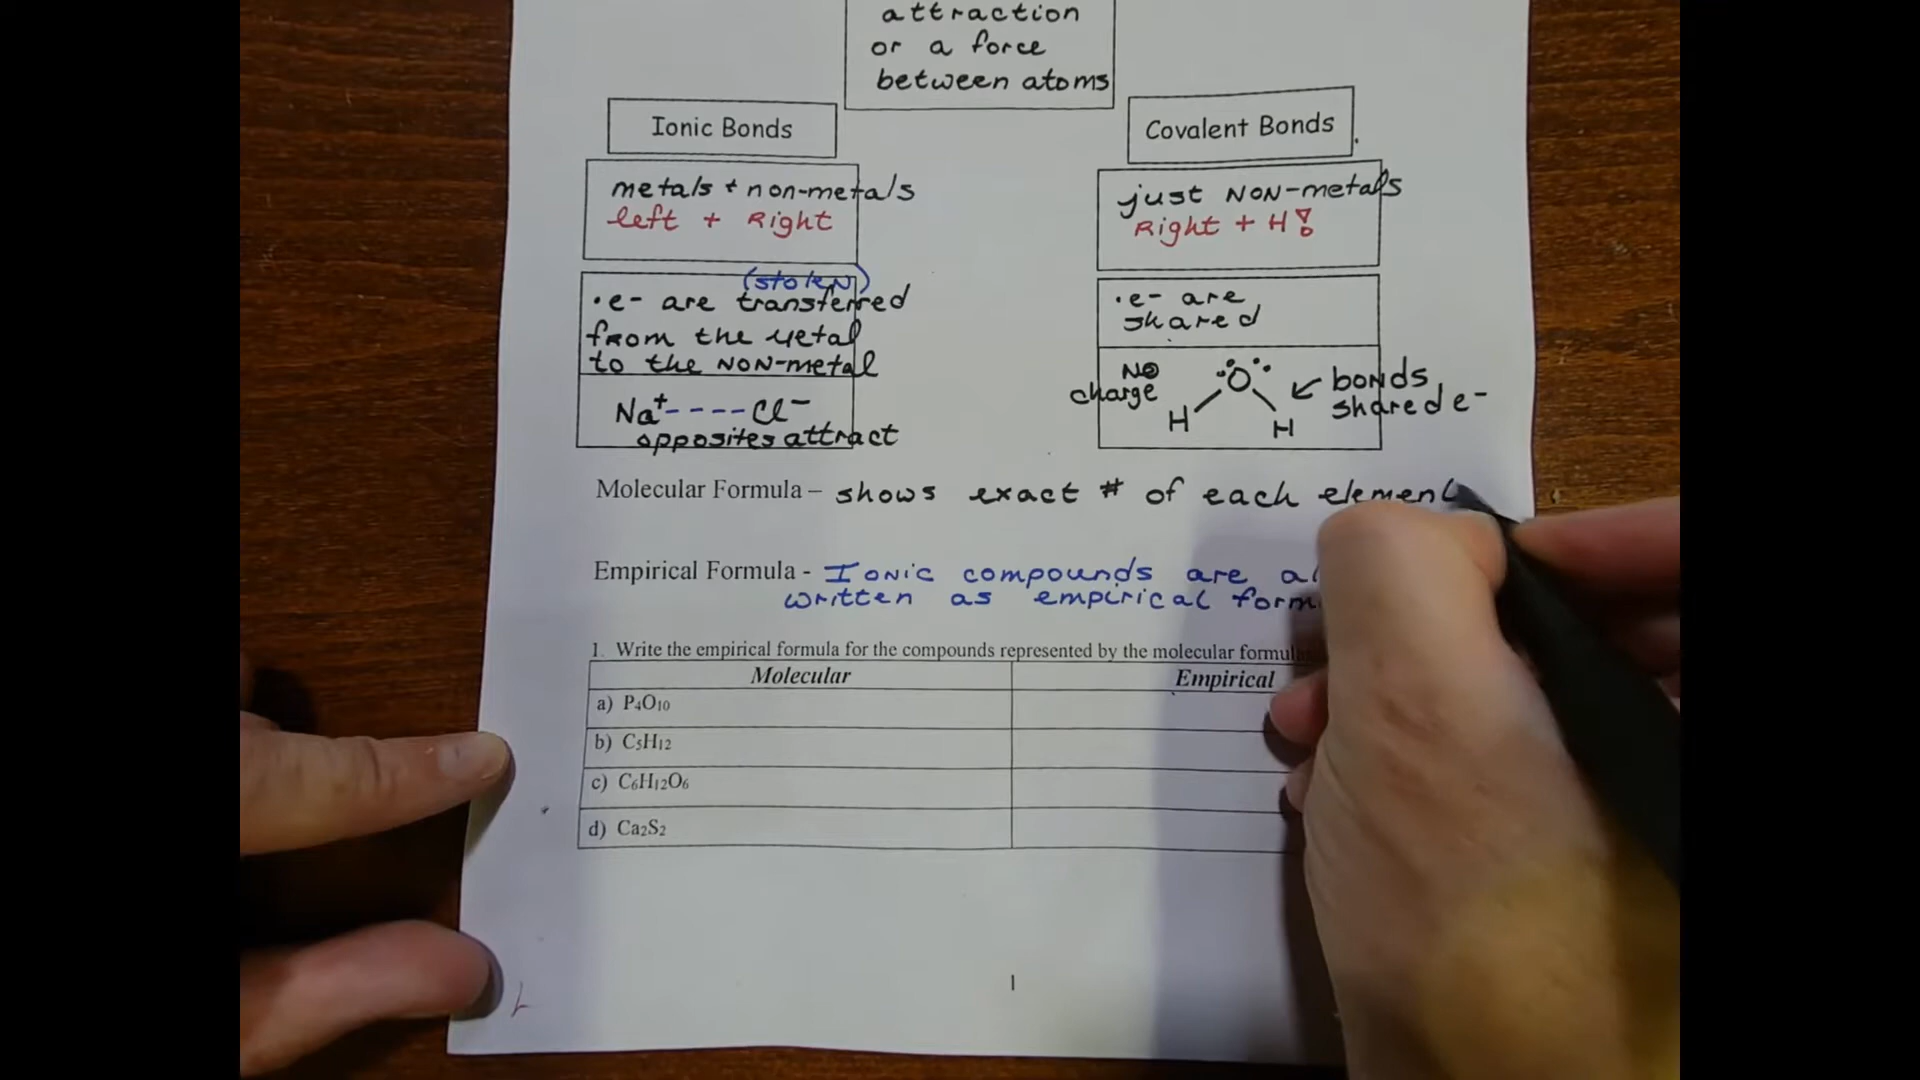 attraction
or a force
between atoms
Ionic Bonds
metals + non-metals
left + Right
(stolen)
• e- are transferred
from the metal
to the NON-metal
Na+ - - - - Cl-
opposites attract
Covalent Bonds
just NON-metals
Right + H!
• e- are
shared
No
charge
O
H
H
bonds
shared e-
Molecular Formula – shows exact # of each element
Empirical Formula - Ionic compounds are
written as empirical
1. Write the empirical formula for the compounds represented by the molecular
Molecular
Empirical
a) P4O10
b) C5H12
c) C6H12O6
d) Ca2S2
1